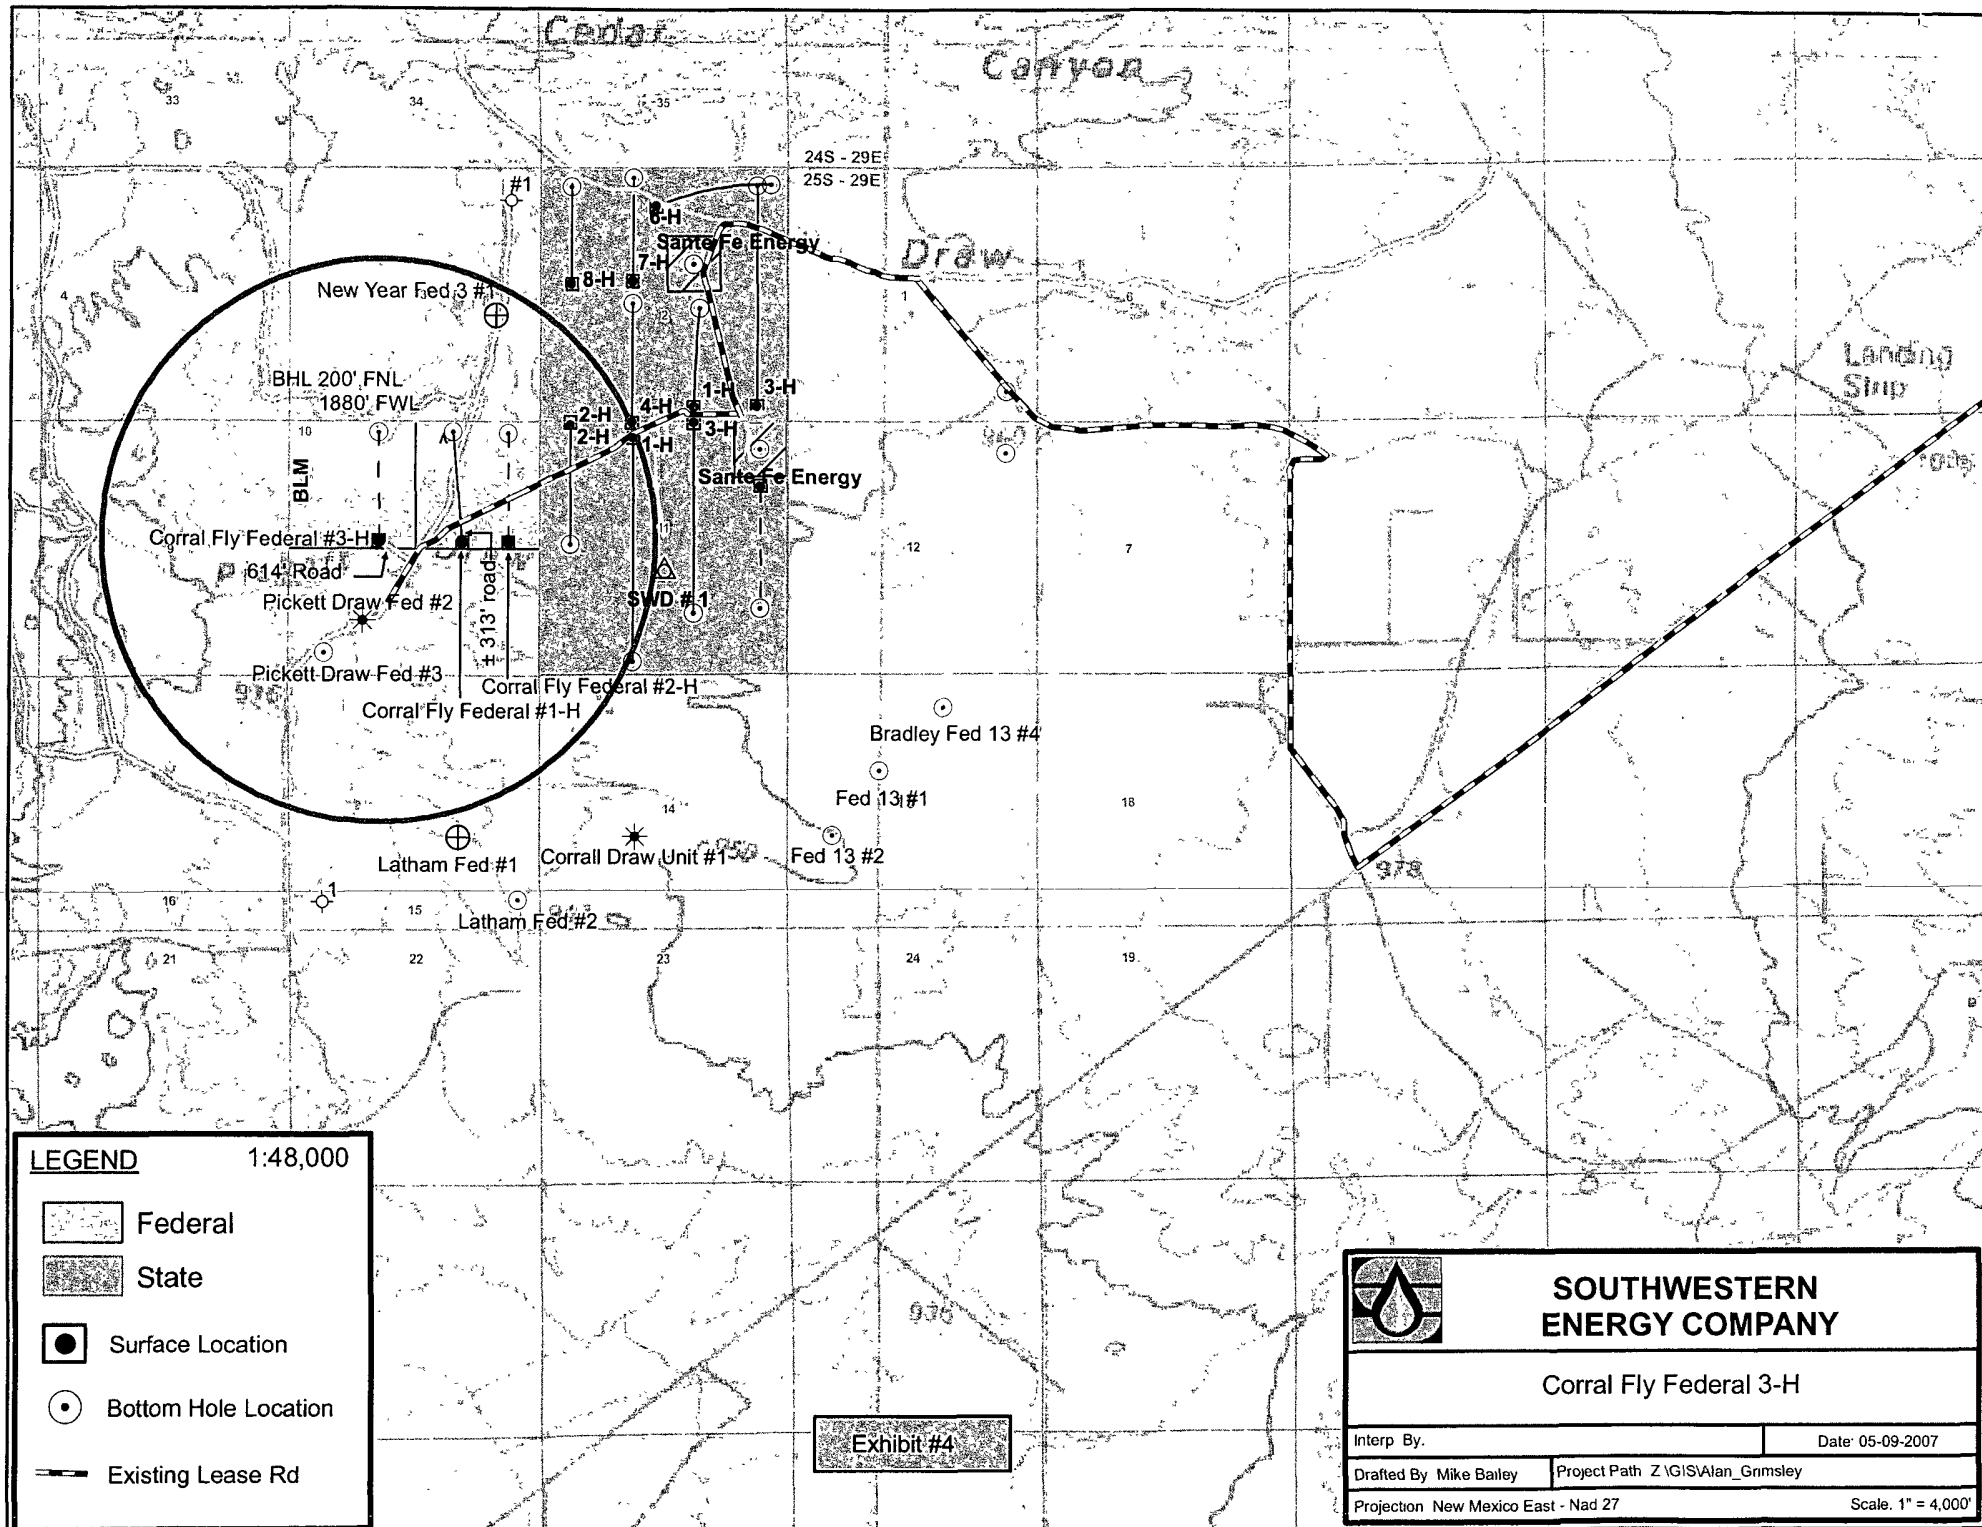 Cedar
Canyon
33
34
35
24S - 29E
25S - 29E
#1
6-H
Sante Fe Energy
Draw
7-H
8-H
4
New Year Fed 3 #1
1
6
Landing
Strip
BHL 200' FNL
1880' FWL
1-H
3-H
2-H
4-H
10
2-H
1-H
3-H
BLM
Sante Fe Energy
11
12
7
Corral Fly Federal #3-H
614' Road
Pickett Draw Fed #2
SWD # 1
± 313' road
Pickett Draw Fed #3
Corral Fly Federal #2-H
Corral Fly Federal #1-H
Bradley Fed 13 #4
Fed 13 #1
14
18
Latham Fed #1
Corrall Draw Unit #1
Fed 13 #2
978
16
1
15
Latham Fed #2
21
22
23
24
19
LEGEND 1:48,000
Federal
State
Surface Location
Bottom Hole Location
Existing Lease Rd
Exhibit #4
SOUTHWESTERN
ENERGY COMPANY
Corral Fly Federal 3-H
Interp By.
Date: 05-09-2007
Drafted By Mike Bailey
Project Path Z:\GIS\Alan_Grimsley
Projection New Mexico East - Nad 27
Scale. 1" = 4,000'